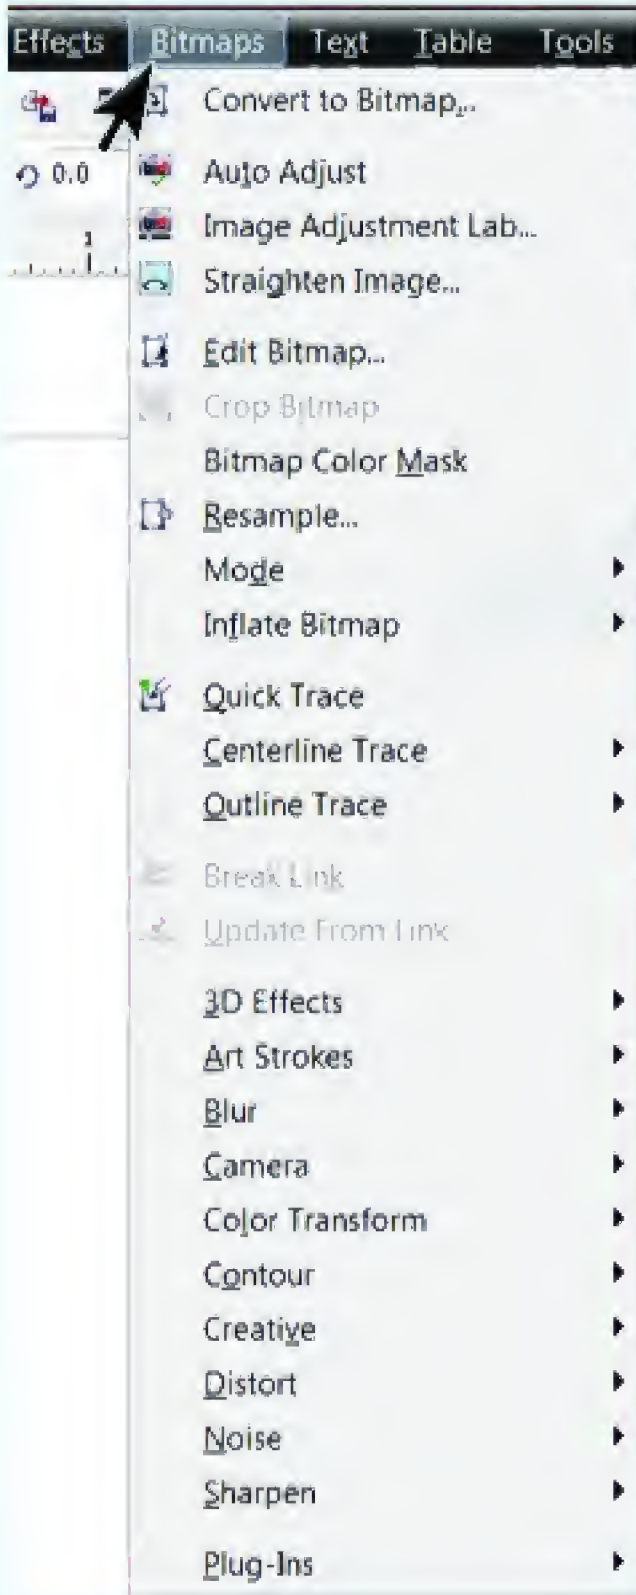 Effects Bitmaps Text Table Tools
Convert to Bitmap...
0.0
Auto Adjust
1
Image Adjustment Lab...
Straighten Image...
Edit Bitmap...
Crop Bitmap
Bitmap Color Mask
Resample...
Mode
Inflate Bitmap
Quick Trace
Centerline Trace
Outline Trace
Break Link
Update From Link
3D Effects
Art Strokes
Blur
Camera
Color Transform
Contour
Creative
Distort
Noise
Sharpen
Plug-Ins